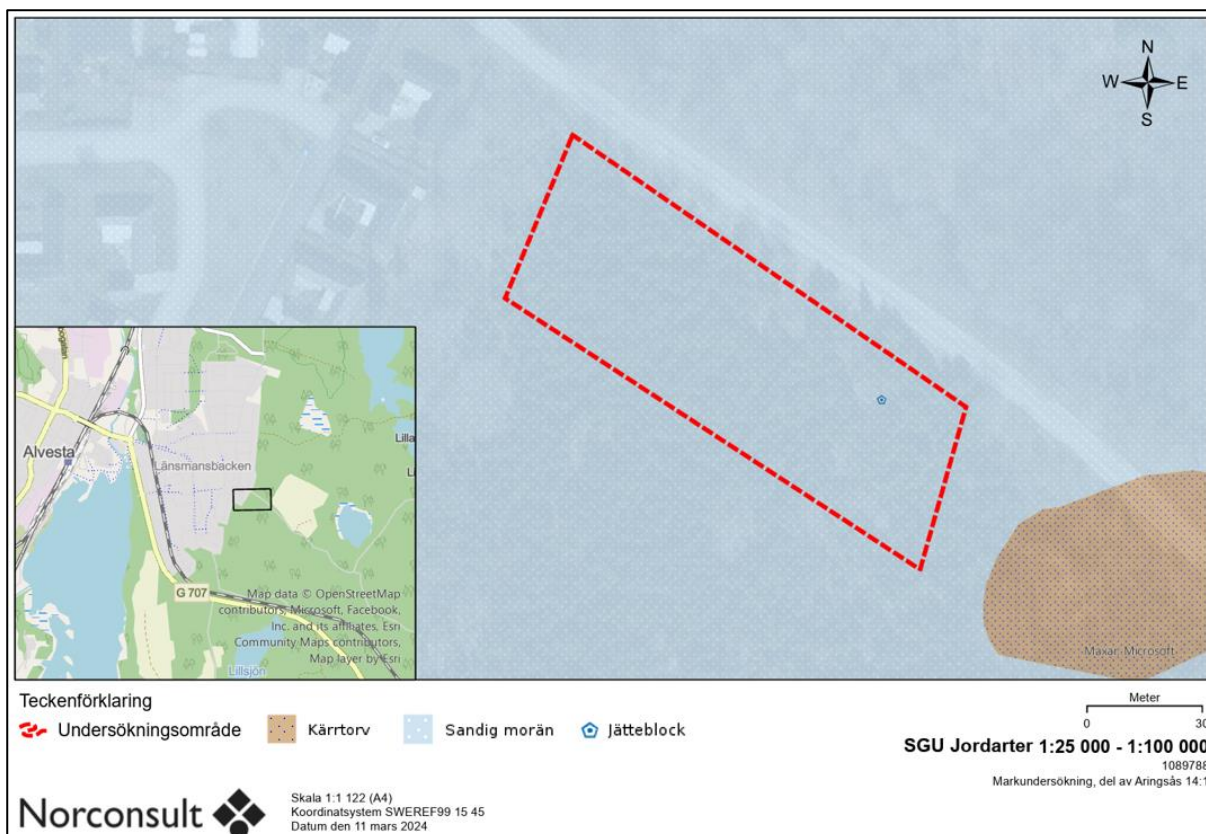 N
W
E
S
Alvesta
Länsmansbacken
Lilla
G 707
Map data © OpenStreetMap
contributors, Microsoft, Facebook,
Inc. and its affiliates, Esri
Community Maps contributors,
Map layer by Esri
Lillsjön
Maxar, Microsoft
Teckenförklaring
Undersökningsområde
Kärrtorv
Sandig morän
Jätteblock
Meter
0 30
SGU Jordarter 1:25 000 - 1:100 000
1089788
Markundersökning, del av Aringsås 14:1
Norconsult
Skala 1:1 122 (A4)
Koordinatsystem SWEREF99 15 45
Datum den 11 mars 2024